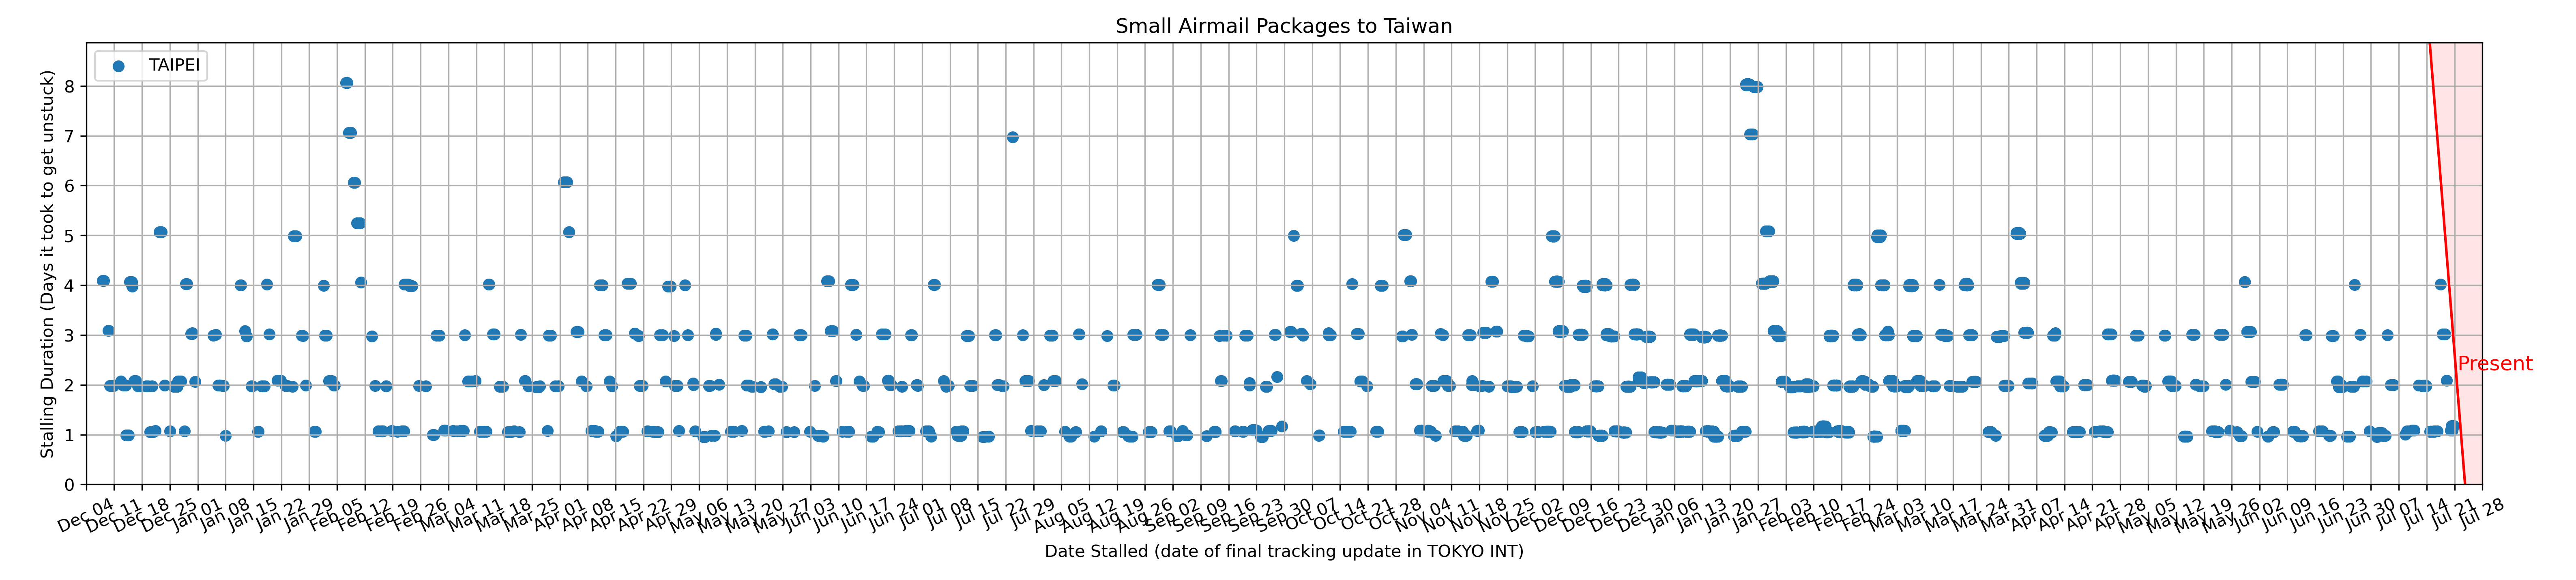 Small Airmail Packages to Taiwan
TAIPEI
Stalling Duration (Days it took to get unstuck)
8
7
6
5
4
3
2
1
0
Present
Dec 04
Dec 11
Dec 18
Dec 25
Jan 01
Jan 08
Jan 15
Jan 22
Jan 29
Feb 05
Feb 12
Feb 19
Feb 26
Mar 04
Mar 11
Mar 18
Mar 25
Apr 01
Apr 08
Apr 15
Apr 22
Apr 29
May 06
May 13
May 20
May 27
Jun 03
Jun 10
Jun 17
Jun 24
Jul 01
Jul 08
Jul 15
Jul 22
Jul 29
Aug 05
Aug 12
Aug 19
Aug 26
Sep 02
Sep 09
Sep 16
Sep 23
Sep 30
Oct 07
Oct 14
Oct 21
Oct 28
Nov 04
Nov 11
Nov 18
Nov 25
Dec 02
Dec 09
Dec 16
Dec 23
Dec 30
Jan 06
Jan 13
Jan 20
Jan 27
Feb 03
Feb 10
Feb 17
Feb 24
Mar 03
Mar 10
Mar 17
Mar 24
Mar 31
Apr 07
Apr 14
Apr 21
Apr 28
May 05
May 12
May 19
May 26
Jun 02
Jun 09
Jun 16
Jun 23
Jun 30
Jul 07
Jul 14
Jul 21
Jul 28
Date Stalled (date of final tracking update in TOKYO INT)